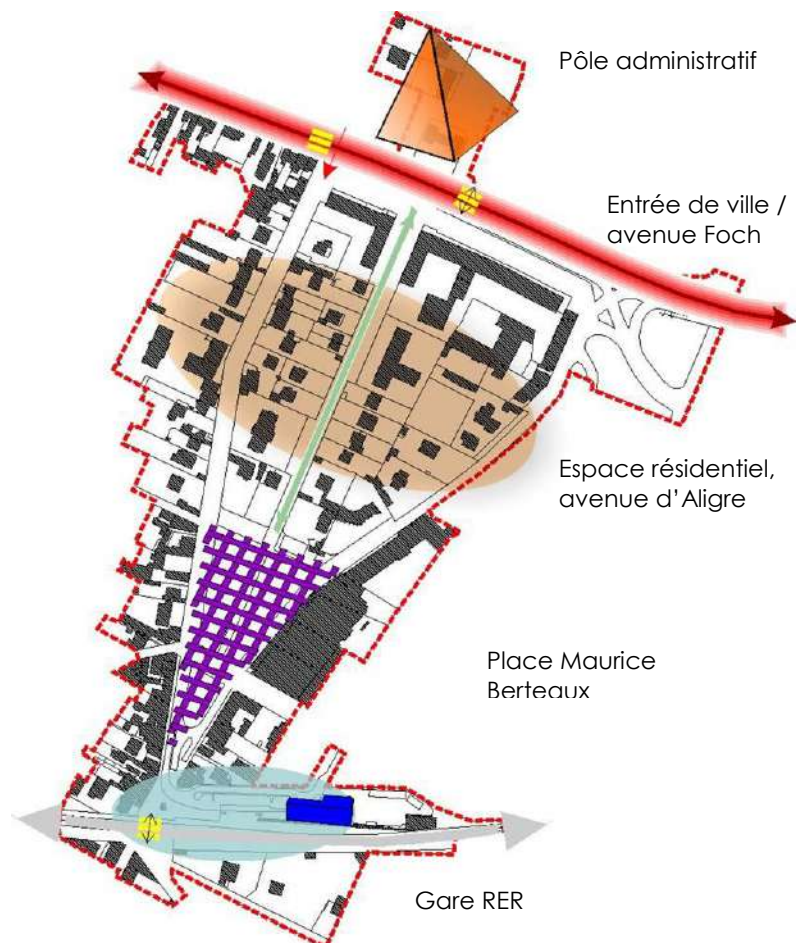 Pôle administratif
Entrée de ville /
avenue Foch
Espace résidentiel,
avenue d’Aligre
Place Maurice
Berteaux
Gare RER